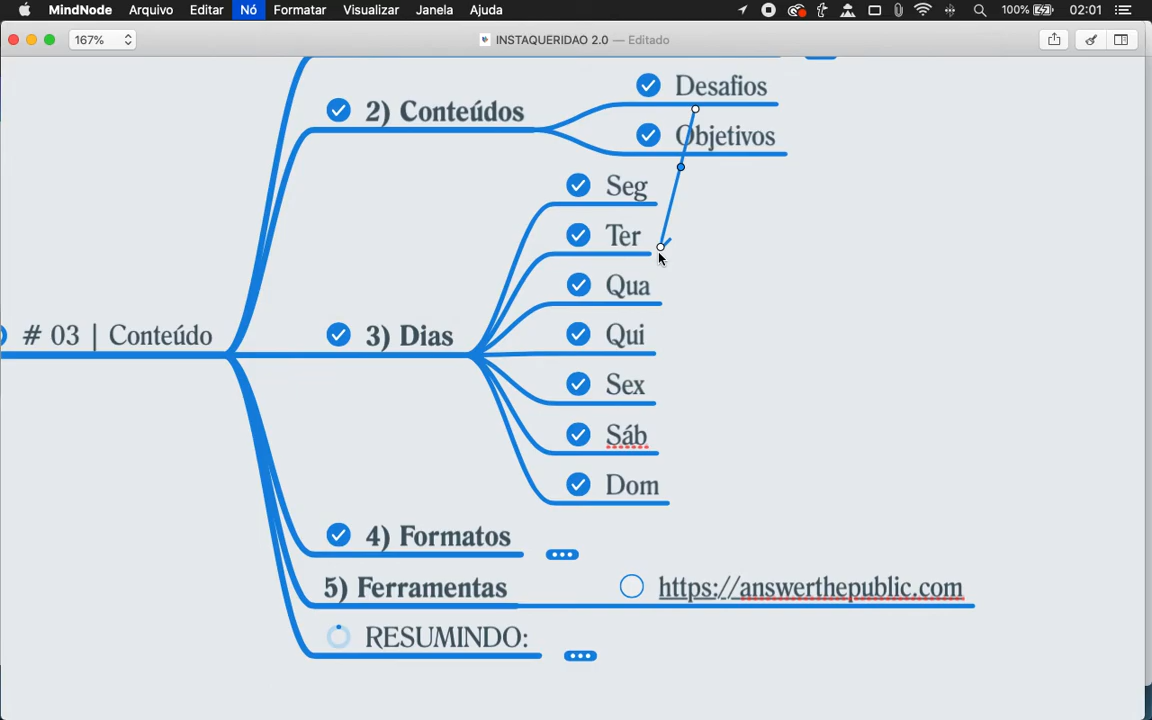 MindNode Arquivo Editar Nó Formatar Visualizar Janela Ajuda 100% 02:01
167% INSTAQUERIDAO 2.0 — Editado
Desafios
2) Conteúdos
Objetivos
Seg
Ter
Qua
# 03 | Conteúdo
3) Dias
Qui
Sex
Sáb
Dom
4) Formatos
5) Ferramentas https://answerthepublic.com
RESUMINDO: